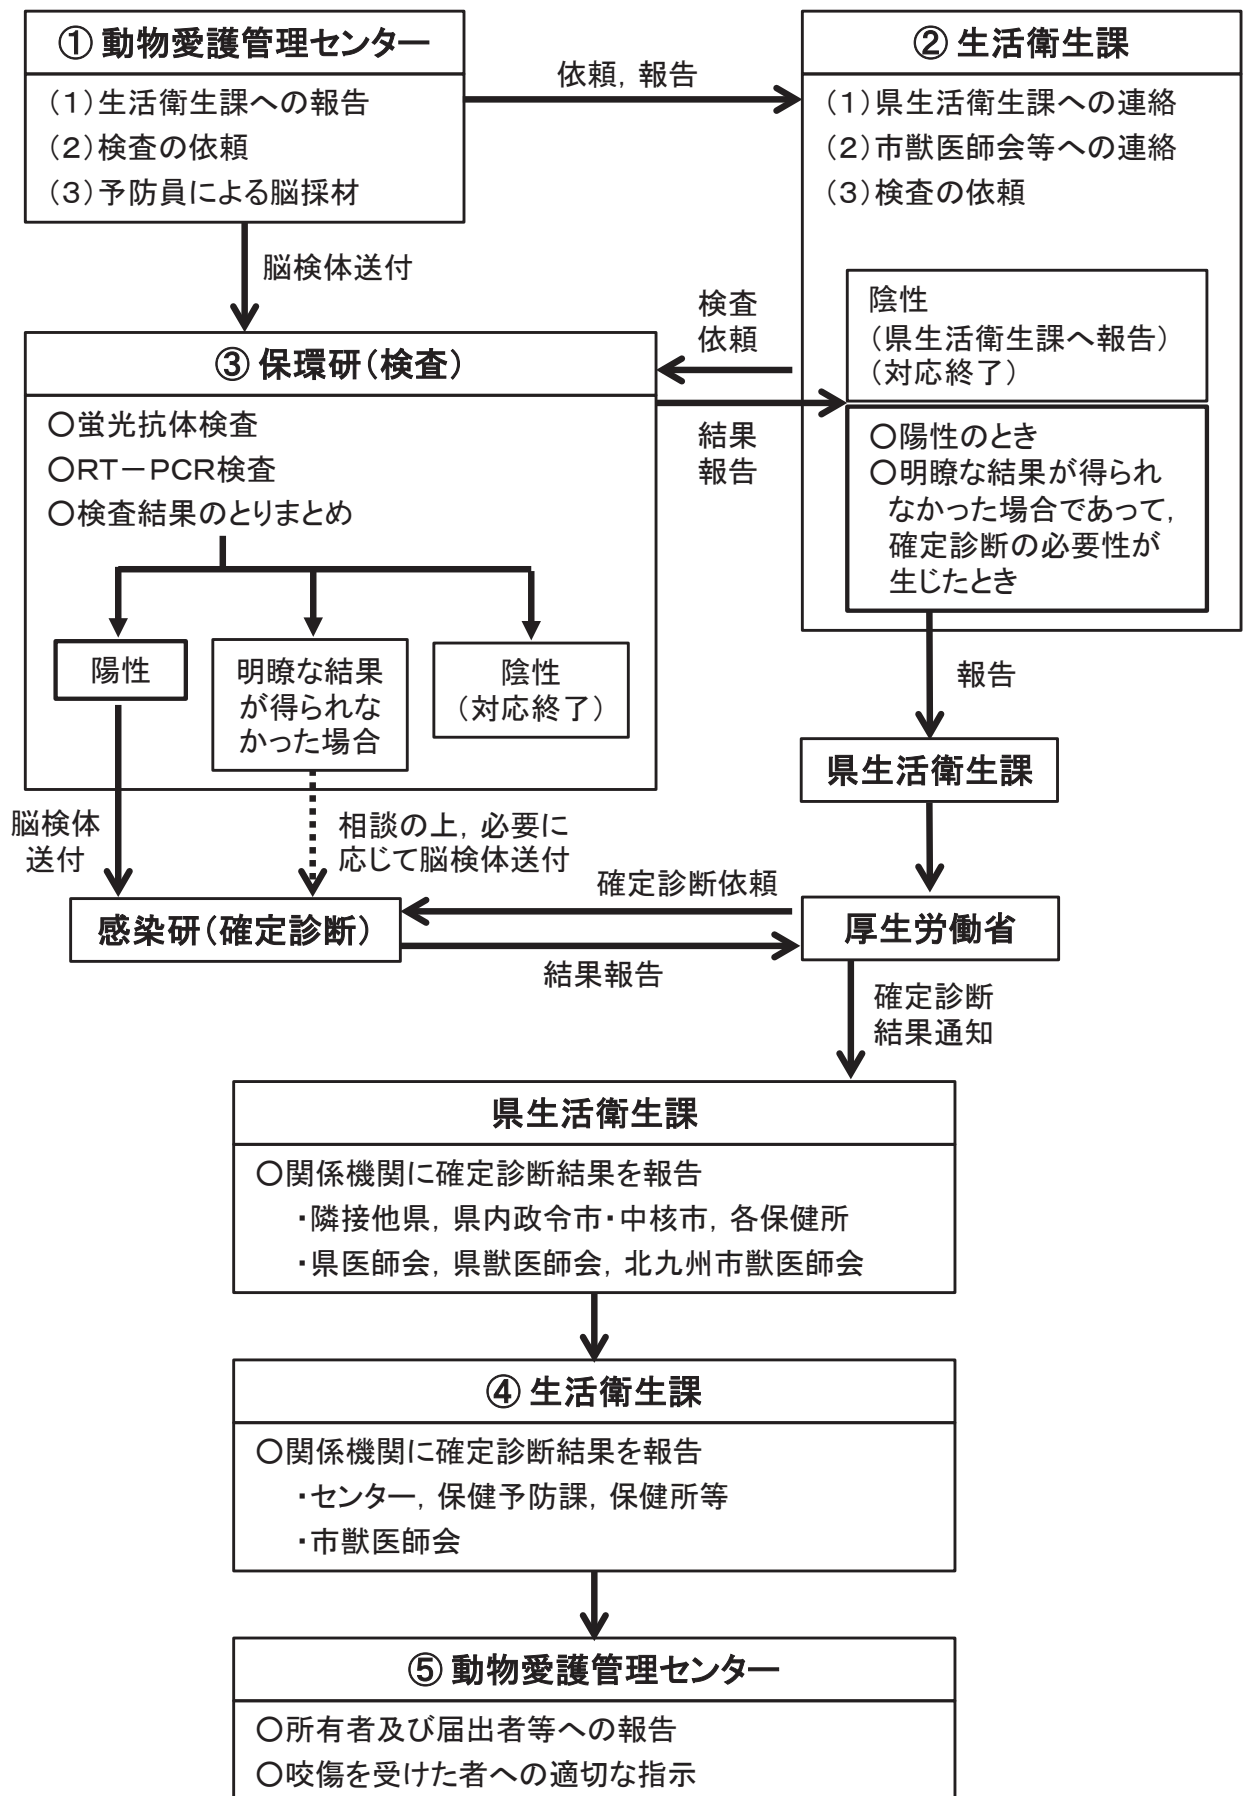 ① 動物愛護管理センター
(1)生活衛生課への報告
(2)検査の依頼
(3)予防員による脳採材
依頼,報告
② 生活衛生課
(1)県生活衛生課への連絡
(2)市獣医師会等への連絡
(3)検査の依頼
陰性
(県生活衛生課へ報告)
(対応終了)
○陽性のとき
○明瞭な結果が得られ
なかった場合であって,
確定診断の必要性が
生じたとき
脳検体送付
検査
依頼
結果
報告
③ 保環研(検査)
○蛍光抗体検査
○RT-PCR検査
○検査結果のとりまとめ
陽性
明瞭な結果
が得られな
かった場合
陰性
(対応終了)
報告
県生活衛生課
脳検体
送付
相談の上,必要に
応じて脳検体送付
確定診断依頼
感染研(確定診断)
厚生労働省
結果報告
確定診断
結果通知
県生活衛生課
○関係機関に確定診断結果を報告
・隣接他県,県内政令市・中核市,各保健所
・県医師会,県獣医師会,北九州市獣医師会
④ 生活衛生課
○関係機関に確定診断結果を報告
・センター,保健予防課,保健所等
・市獣医師会
⑤ 動物愛護管理センター
○所有者及び届出者等への報告
○咬傷を受けた者への適切な指示